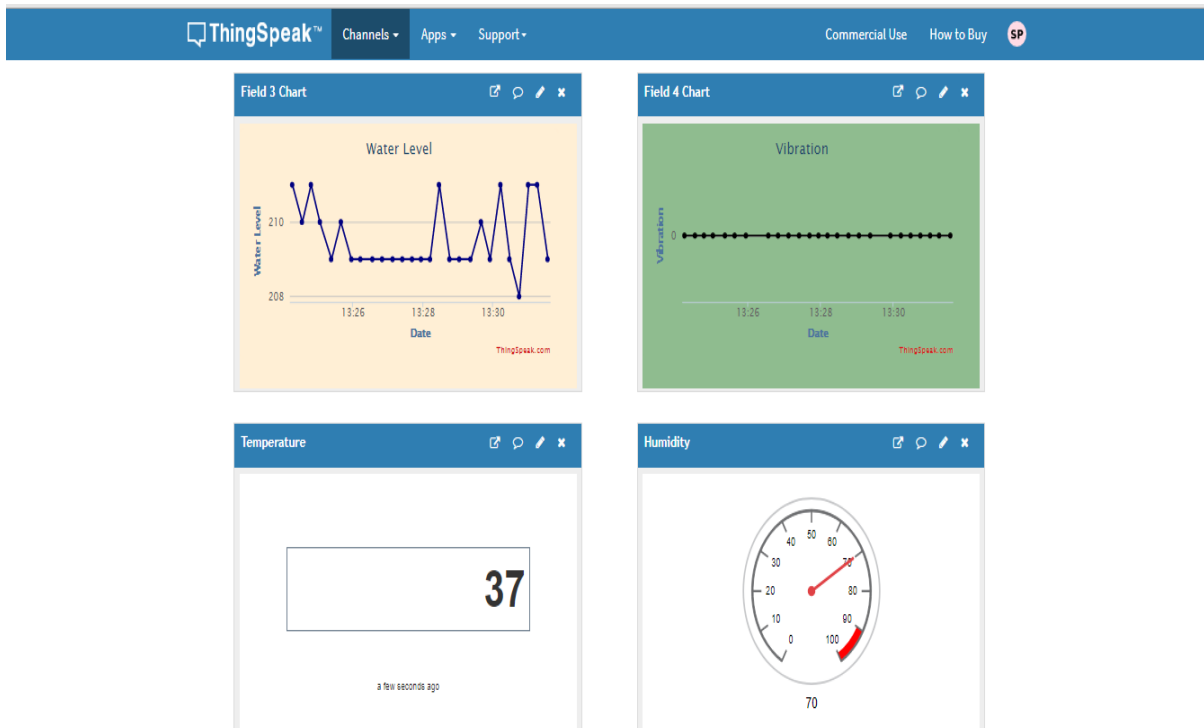 ThingSpeak™ Channels Apps Support Commercial Use How to Buy SP
Field 3 Chart
Water Level
Water Level
210
208
13:26 13:28 13:30
Date
ThingSpeak.com
Field 4 Chart
Vibration
Vibration
0
13:26 13:28 13:30
Date
ThingSpeak.com
Temperature
37
a few seconds ago
Humidity
0
10
20
30
40
50
60
70
80
90
100
70